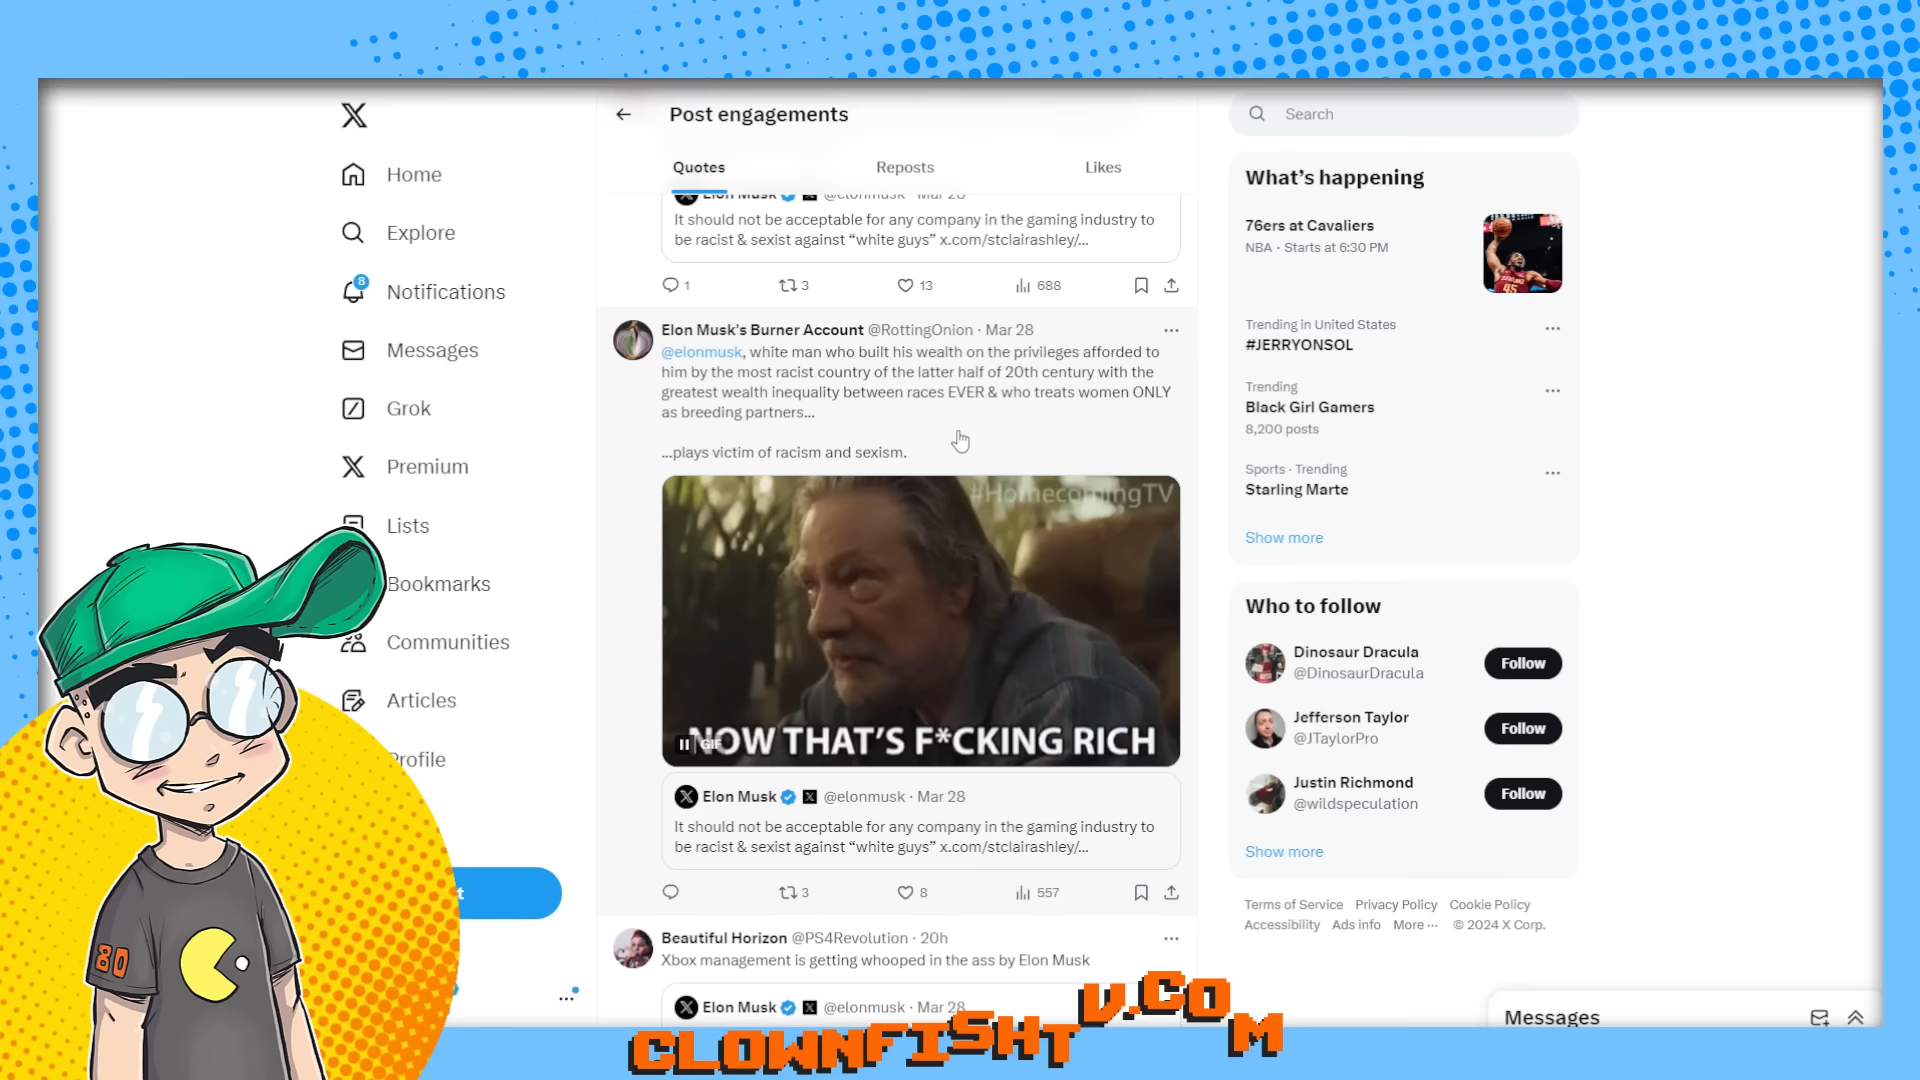 Post engagements
Search
Quotes
Reposts
Likes
Home
Explore
8
Notifications
Messages
Grok
Premium
Lists
Bookmarks
Communities
Articles
Profile
t
Elon Musk @elonmusk · Mar 28
It should not be acceptable for any company in the gaming industry to
be racist & sexist against “white guys” x.com/stclairashley/...
1 3 13 688
Elon Musk's Burner Account @RottingOnion · Mar 28
@elonmusk, white man who built his wealth on the privileges afforded to
him by the most racist country of the latter half of 20th century with the
greatest wealth inequality between races EVER & who treats women ONLY
as breeding partners...
...plays victim of racism and sexism.
#HomecomingTV
GIF
NOW THAT'S F*CKING RICH
Elon Musk @elonmusk · Mar 28
It should not be acceptable for any company in the gaming industry to
be racist & sexist against “white guys” x.com/stclairashley/...
3 8 557
Beautiful Horizon @PS4Revolution · 20h
Xbox management is getting whooped in the ass by Elon Musk
Elon Musk @elonmusk · Mar 28
What’s happening
76ers at Cavaliers
NBA · Starts at 6:30 PM
45
Trending in United States
#JERRYONSOL
Trending
Black Girl Gamers
8,200 posts
Sports · Trending
Starling Marte
Show more
Who to follow
Dinosaur Dracula
@DinosaurDracula
Follow
Jefferson Taylor
@JTaylorPro
Follow
Justin Richmond
@wildspeculation
Follow
Show more
Terms of Service Privacy Policy Cookie Policy
Accessibility Ads info More ··· © 2024 X Corp.
Messages
80
CLOWNFISHTV.COM